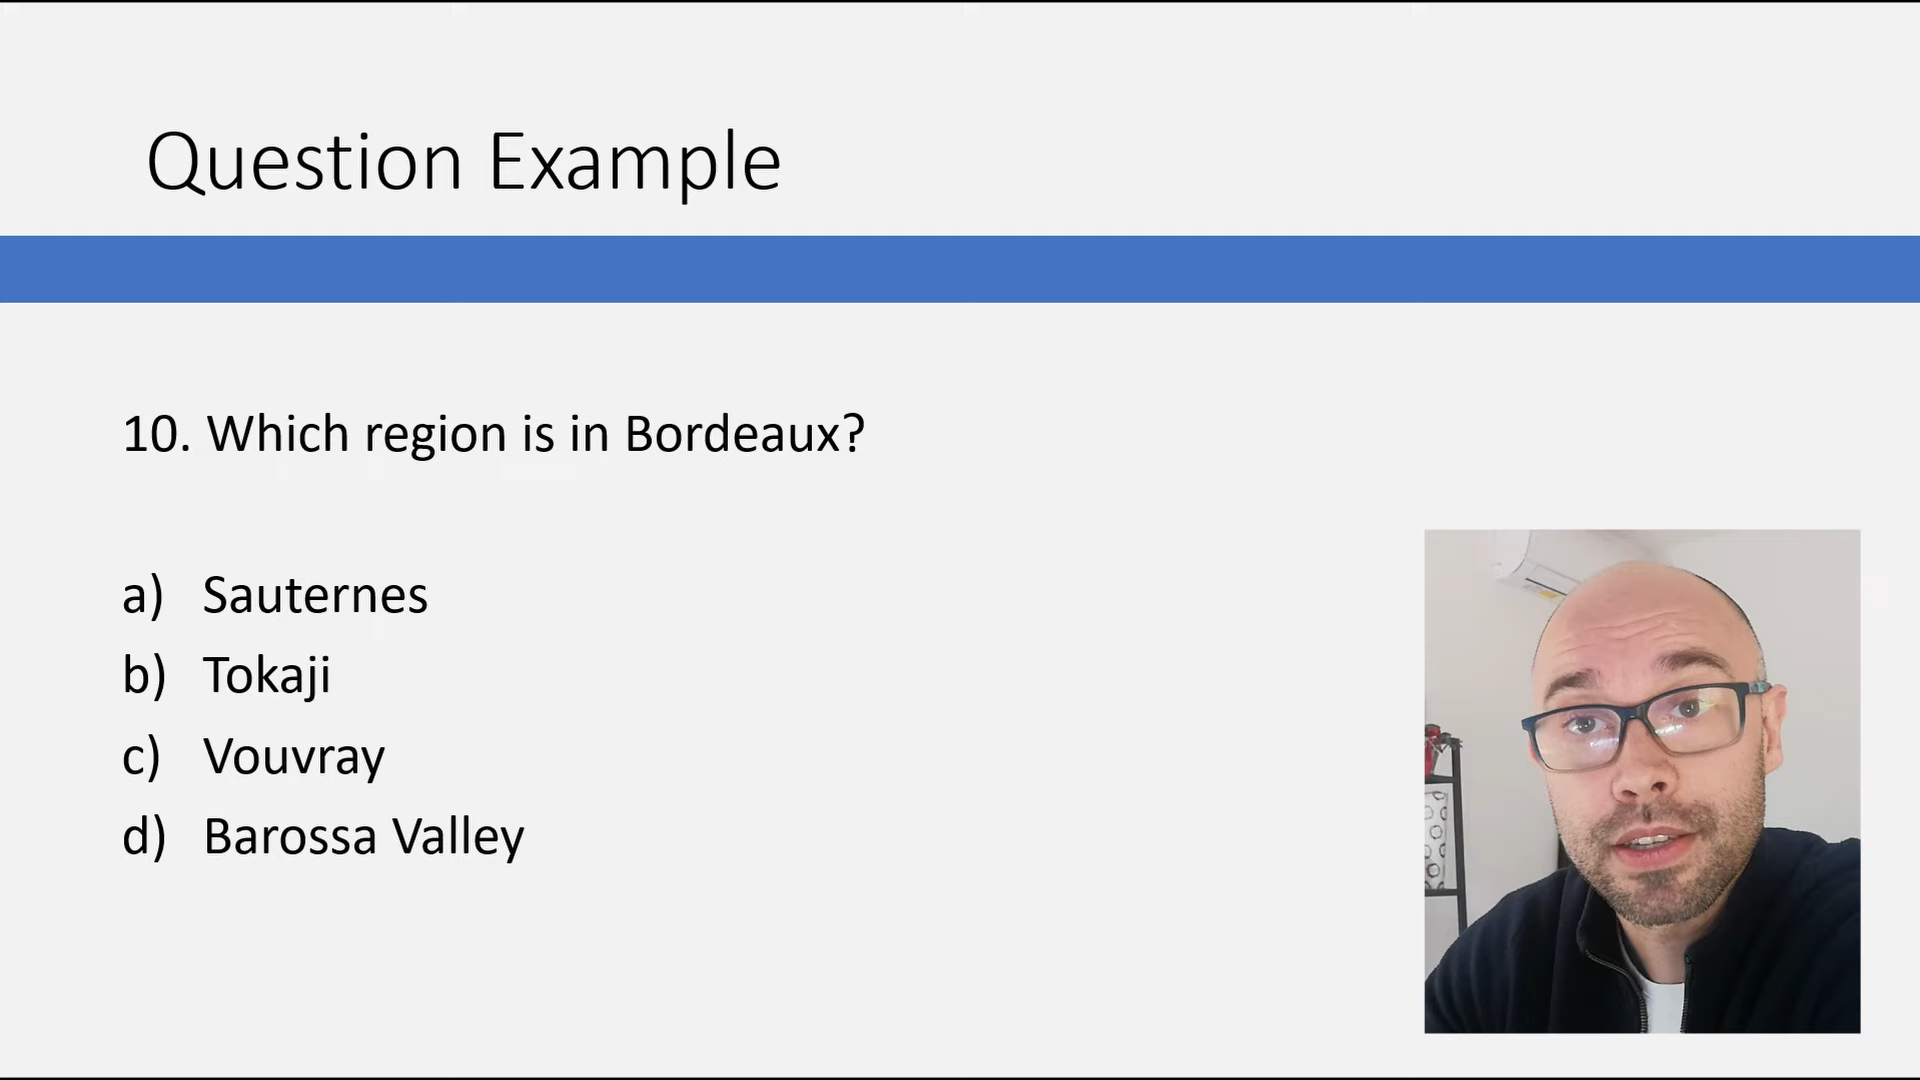 Question Example
10. Which region is in Bordeaux?
a) Sauternes
b) Tokaji
c) Vouvray
d) Barossa Valley